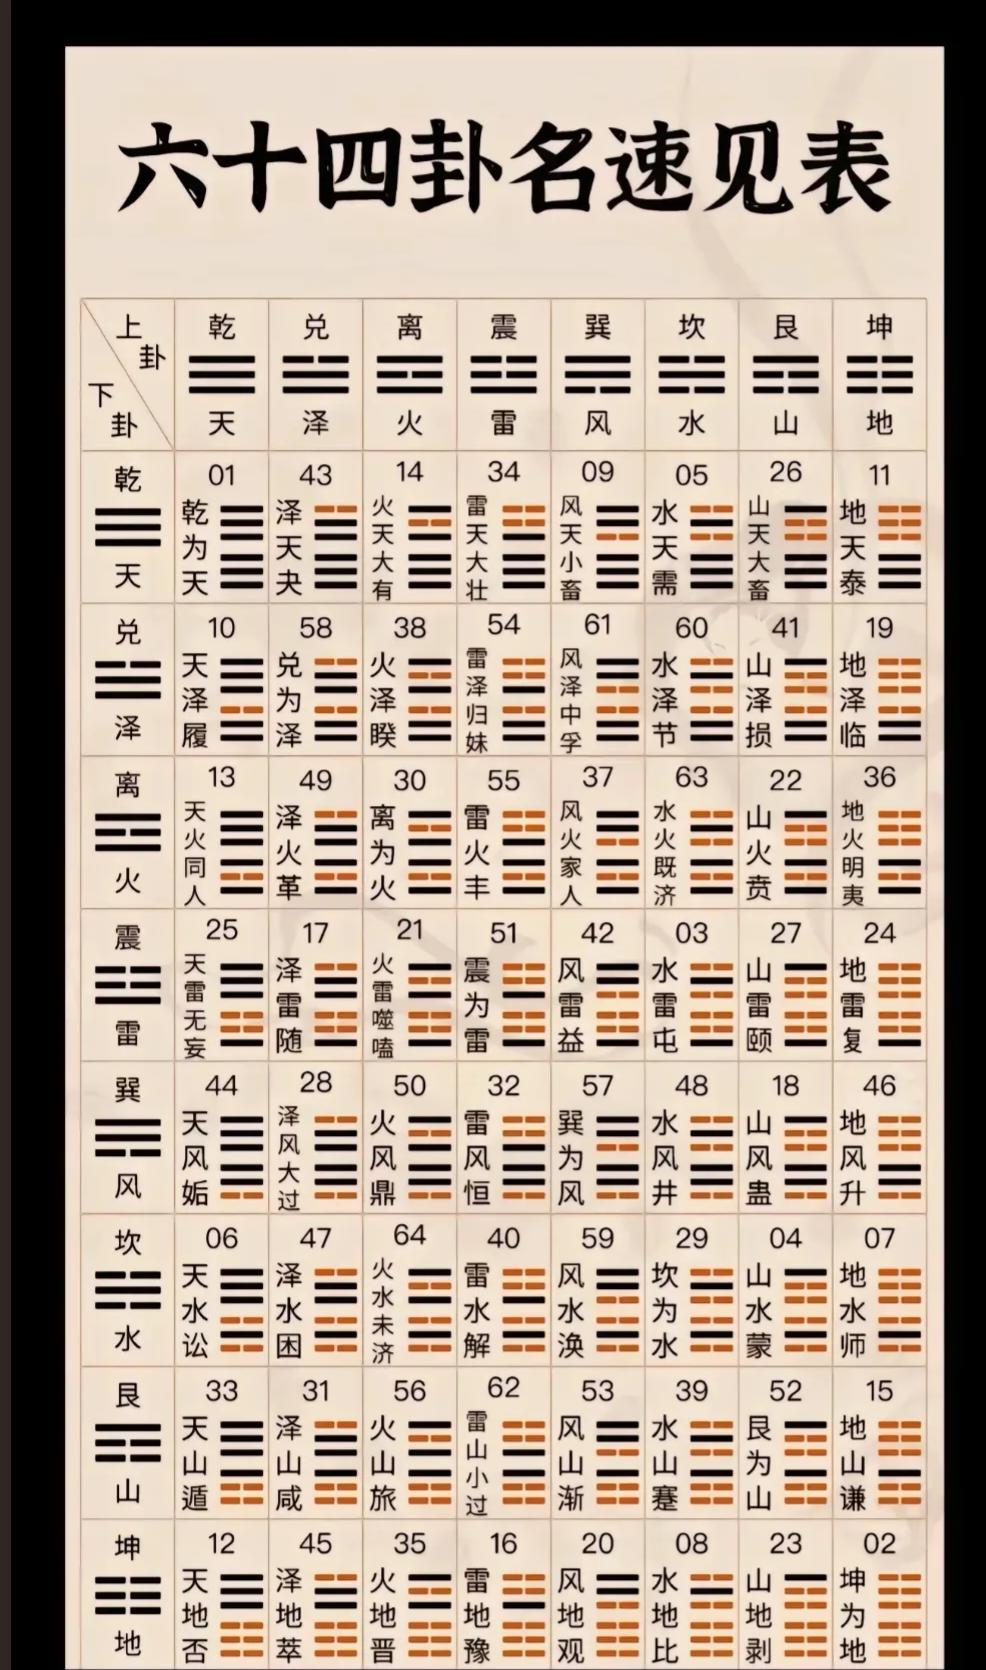 六十四卦名速见表
上卦 下卦
乾 天
兑 泽
离 火
震 雷
巽 风
坎 水
艮 山
坤 地
乾 天
01 乾为天
43 泽天夬
14 火天大有
34 雷天大壮
09 风天小畜
05 水天需
26 山天大畜
11 地天泰
兑 泽
10 天泽履
58 兑为泽
38 火泽睽
54 雷泽归妹
61 风泽中孚
60 水泽节
41 山泽损
19 地泽临
离 火
13 天火同人
49 泽火革
30 离为火
55 雷火丰
37 风火家人
63 水火既济
22 山火贲
36 地火明夷
震 雷
25 天雷无妄
17 泽雷随
21 火雷噬嗑
51 震为雷
42 风雷益
03 水雷屯
27 山雷颐
24 地雷复
巽 风
44 天风姤
28 泽风大过
50 火风鼎
32 雷风恒
57 巽为风
48 水风井
18 山风蛊
46 地风升
坎 水
06 天水讼
47 泽水困
64 火水未济
40 雷水解
59 风水涣
29 坎为水
04 山水蒙
07 地水师
艮 山
33 天山遁
31 泽山咸
56 火山旅
62 雷山小过
53 风山渐
39 水山蹇
52 艮为山
15 地山谦
坤 地
12 天地否
45 泽地萃
35 火地晋
16 雷地豫
20 风地观
08 水地比
23 山地剥
02 坤为地